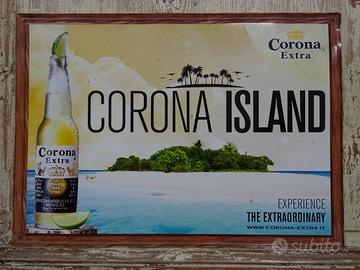 Corona
Extra
CORONA ISLAND
Corona
Extra
EXPERIENCE
THE EXTRAORDINARY
WWW.CORONA-EXTRA.IT
subito